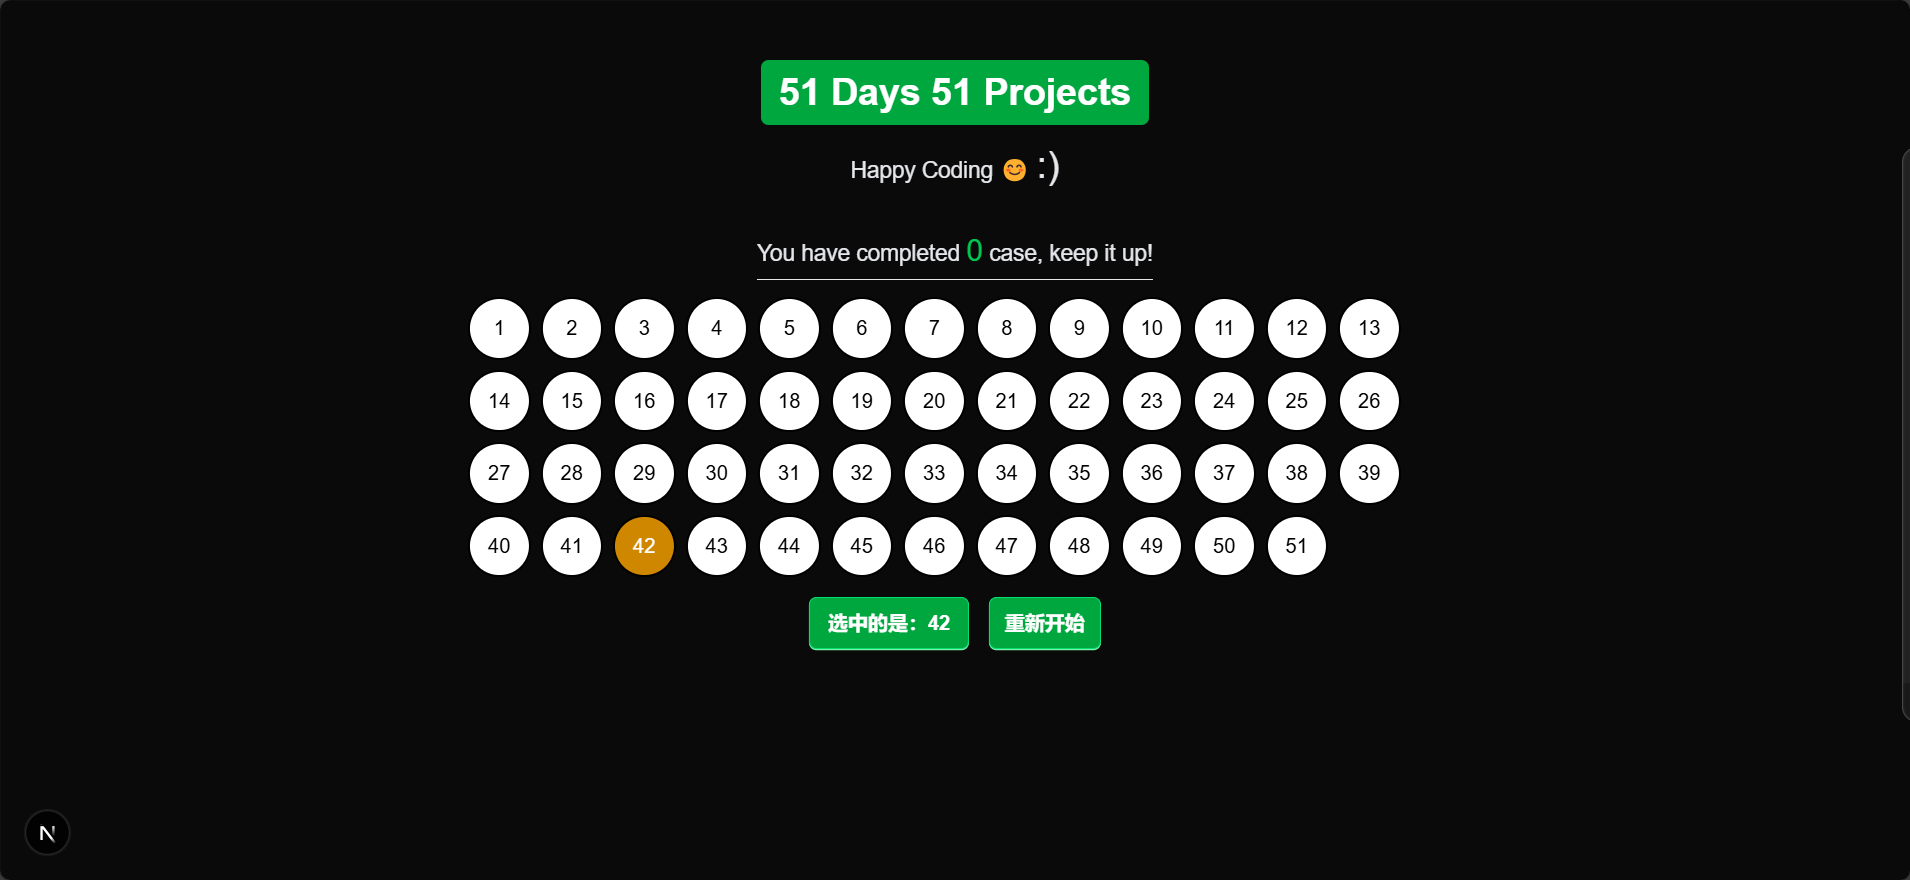 51 Days 51 Projects
Happy Coding 😊 :)
You have completed 0 case, keep it up!
1 2 3 4 5 6 7 8 9 10 11 12 13
14 15 16 17 18 19 20 21 22 23 24 25 26
27 28 29 30 31 32 33 34 35 36 37 38 39
40 41 42 43 44 45 46 47 48 49 50 51
选中的是：42 重新开始
N